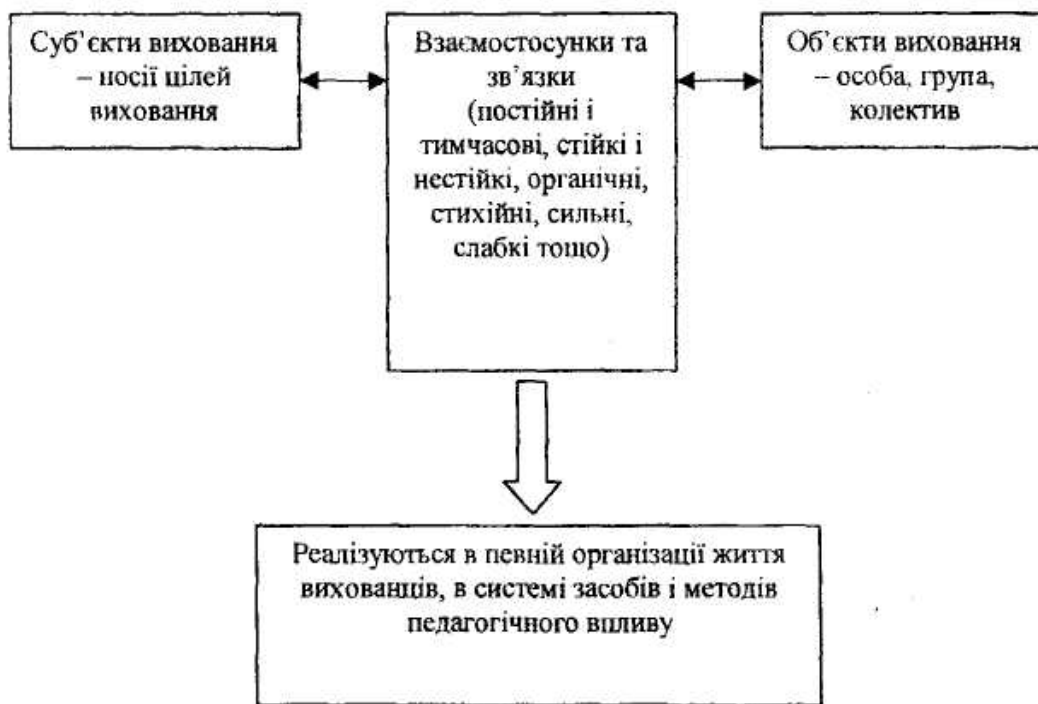 Суб’єкти виховання
– носії цілей
виховання
Взаємостосунки та
зв’язки
(постійні і
тимчасові, стійкі і
нестійкі, органічні,
стихійні, сильні,
слабкі тощо)
Об’єкти виховання
– особа, група,
колектив
Реалізуються в певній організації життя
вихованців, в системі засобів і методів
педагогічного впливу